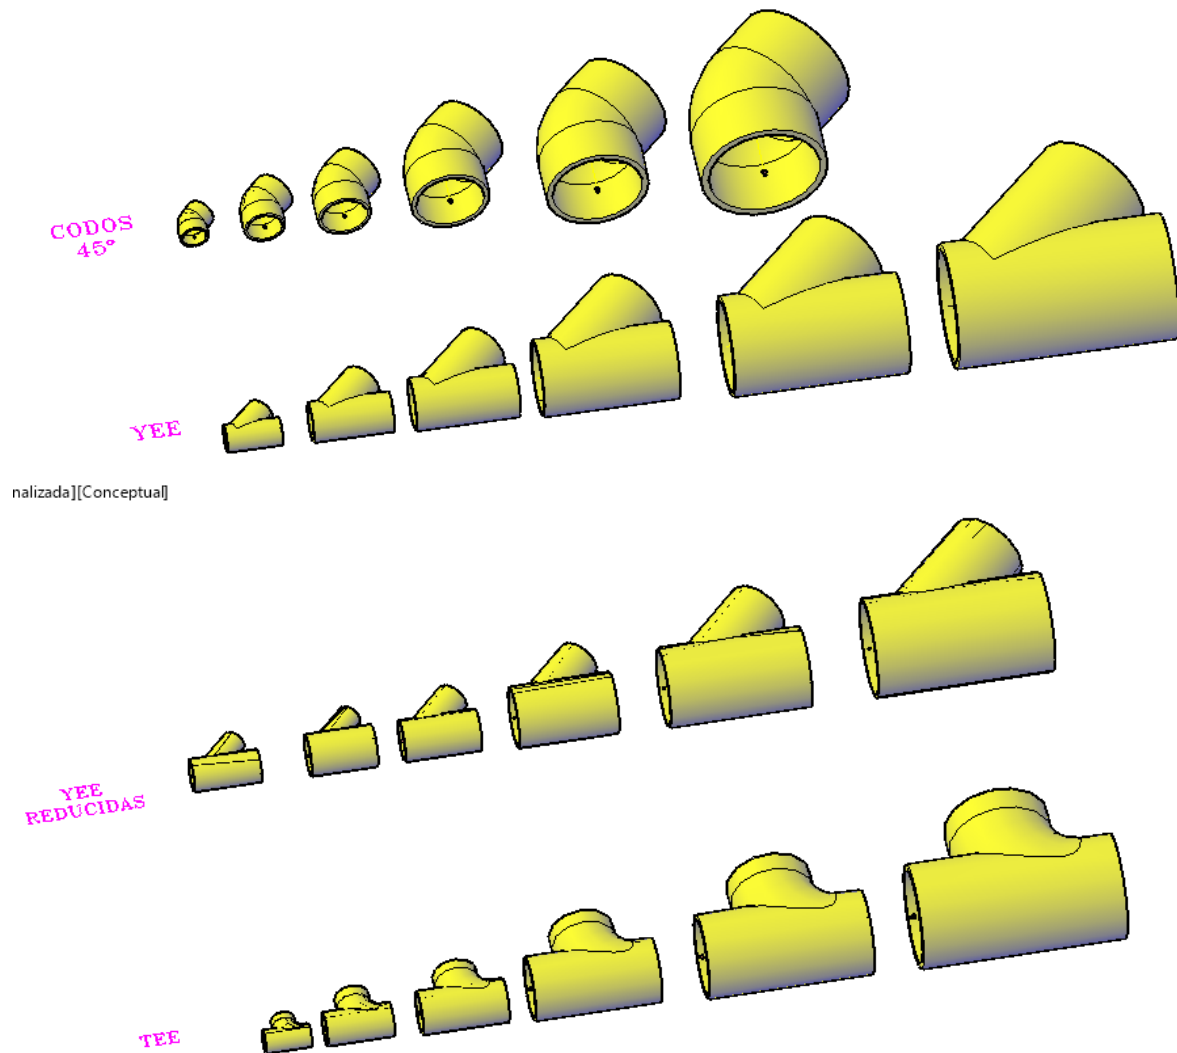 CODOS
45°
YEE
nalizada][Conceptual]
YEE
REDUCIDAS
TEE